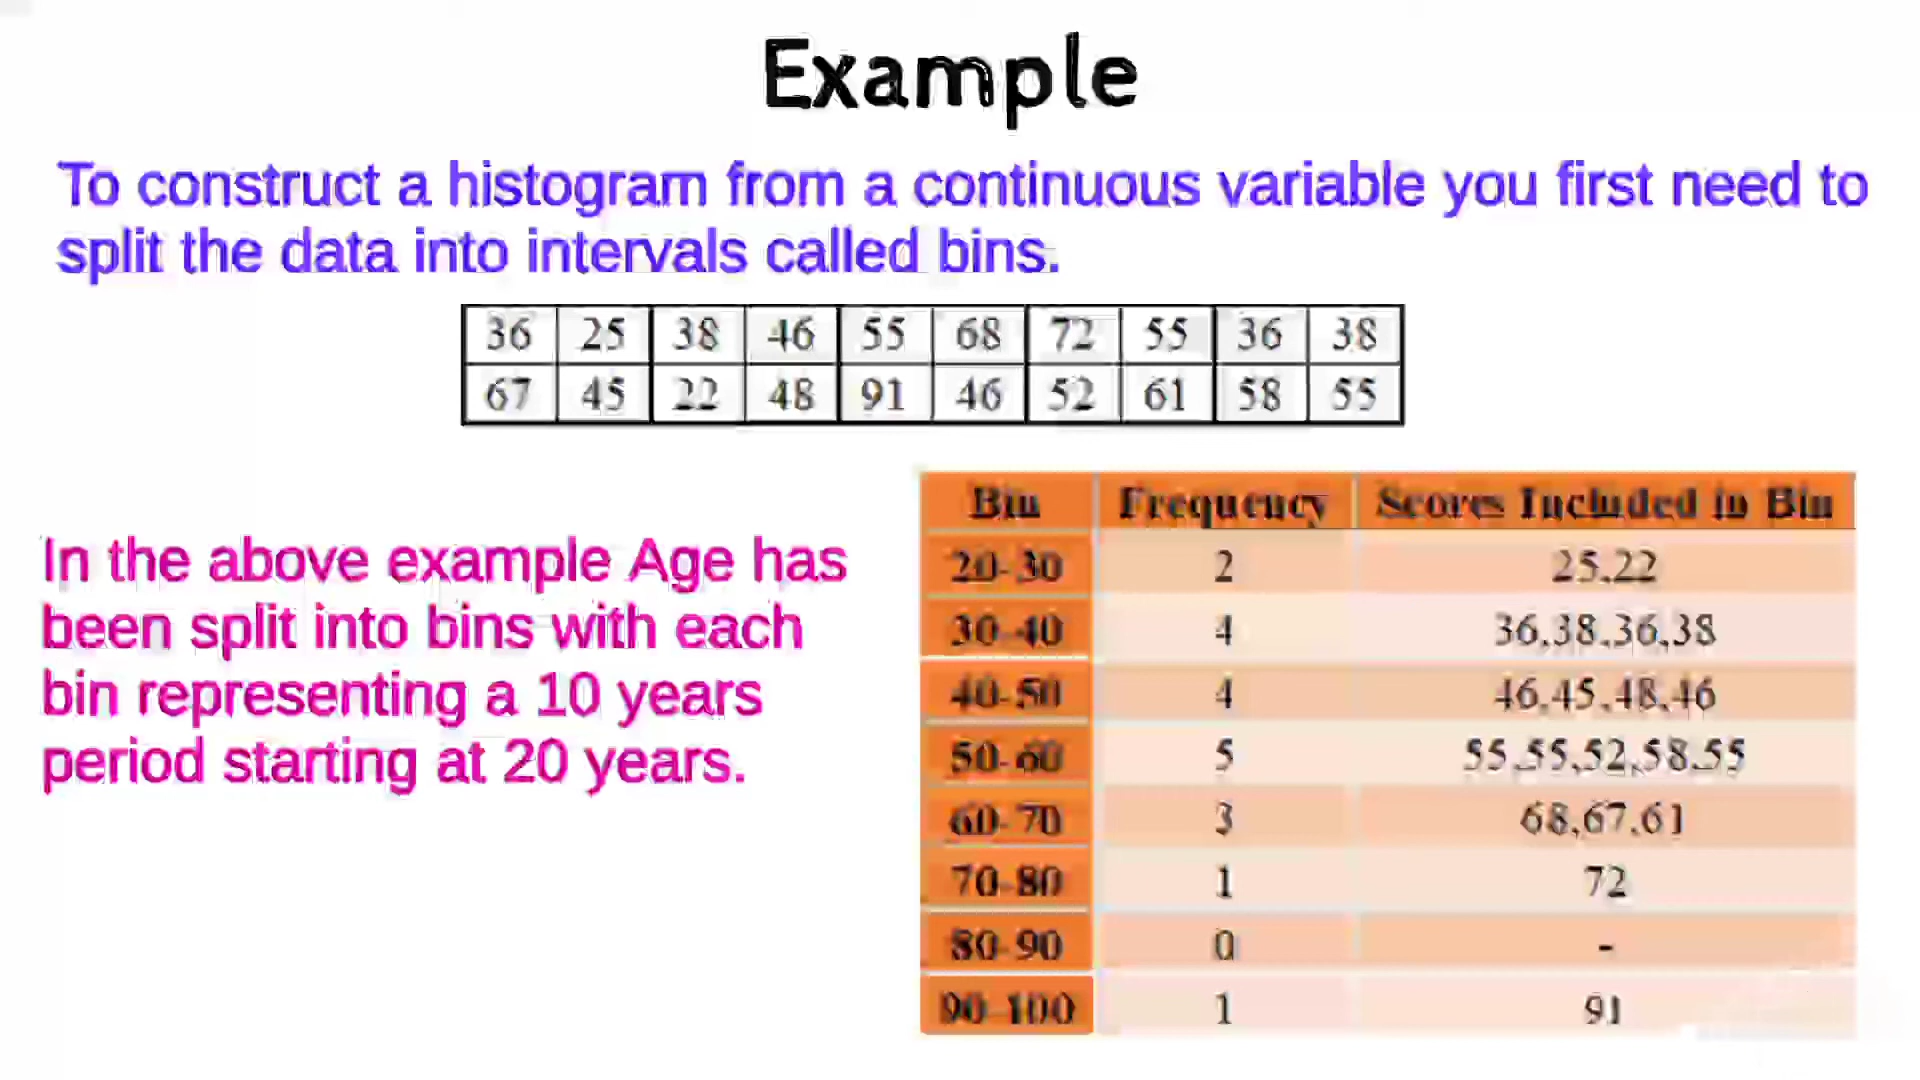 Example
To construct a histogram from a continuous variable you first need to
split the data into intervals called bins.
36 25 38 46 55 68 72 55 36 38
67 45 22 48 91 46 52 61 58 55
In the above example Age has
been split into bins with each
bin representing a 10 years
period starting at 20 years.
Bin Frequency Scores Included in Bin
20-30 2 25,22
30-40 4 36,38,36,38
40-50 4 46,45,48,46
50-60 5 55,55,52,58,55
60-70 3 68,67,61
70-80 1 72
80-90 0 -
90-100 1 91